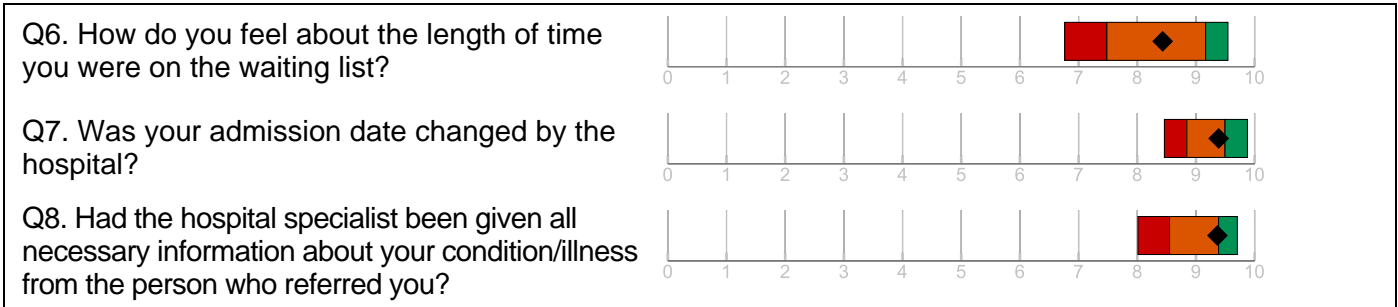 Q6. How do you feel about the length of time
you were on the waiting list?
0 1 2 3 4 5 6 7 8 9 10
Q7. Was your admission date changed by the
hospital?
0 1 2 3 4 5 6 7 8 9 10
Q8. Had the hospital specialist been given all
necessary information about your condition/illness
from the person who referred you?
0 1 2 3 4 5 6 7 8 9 10